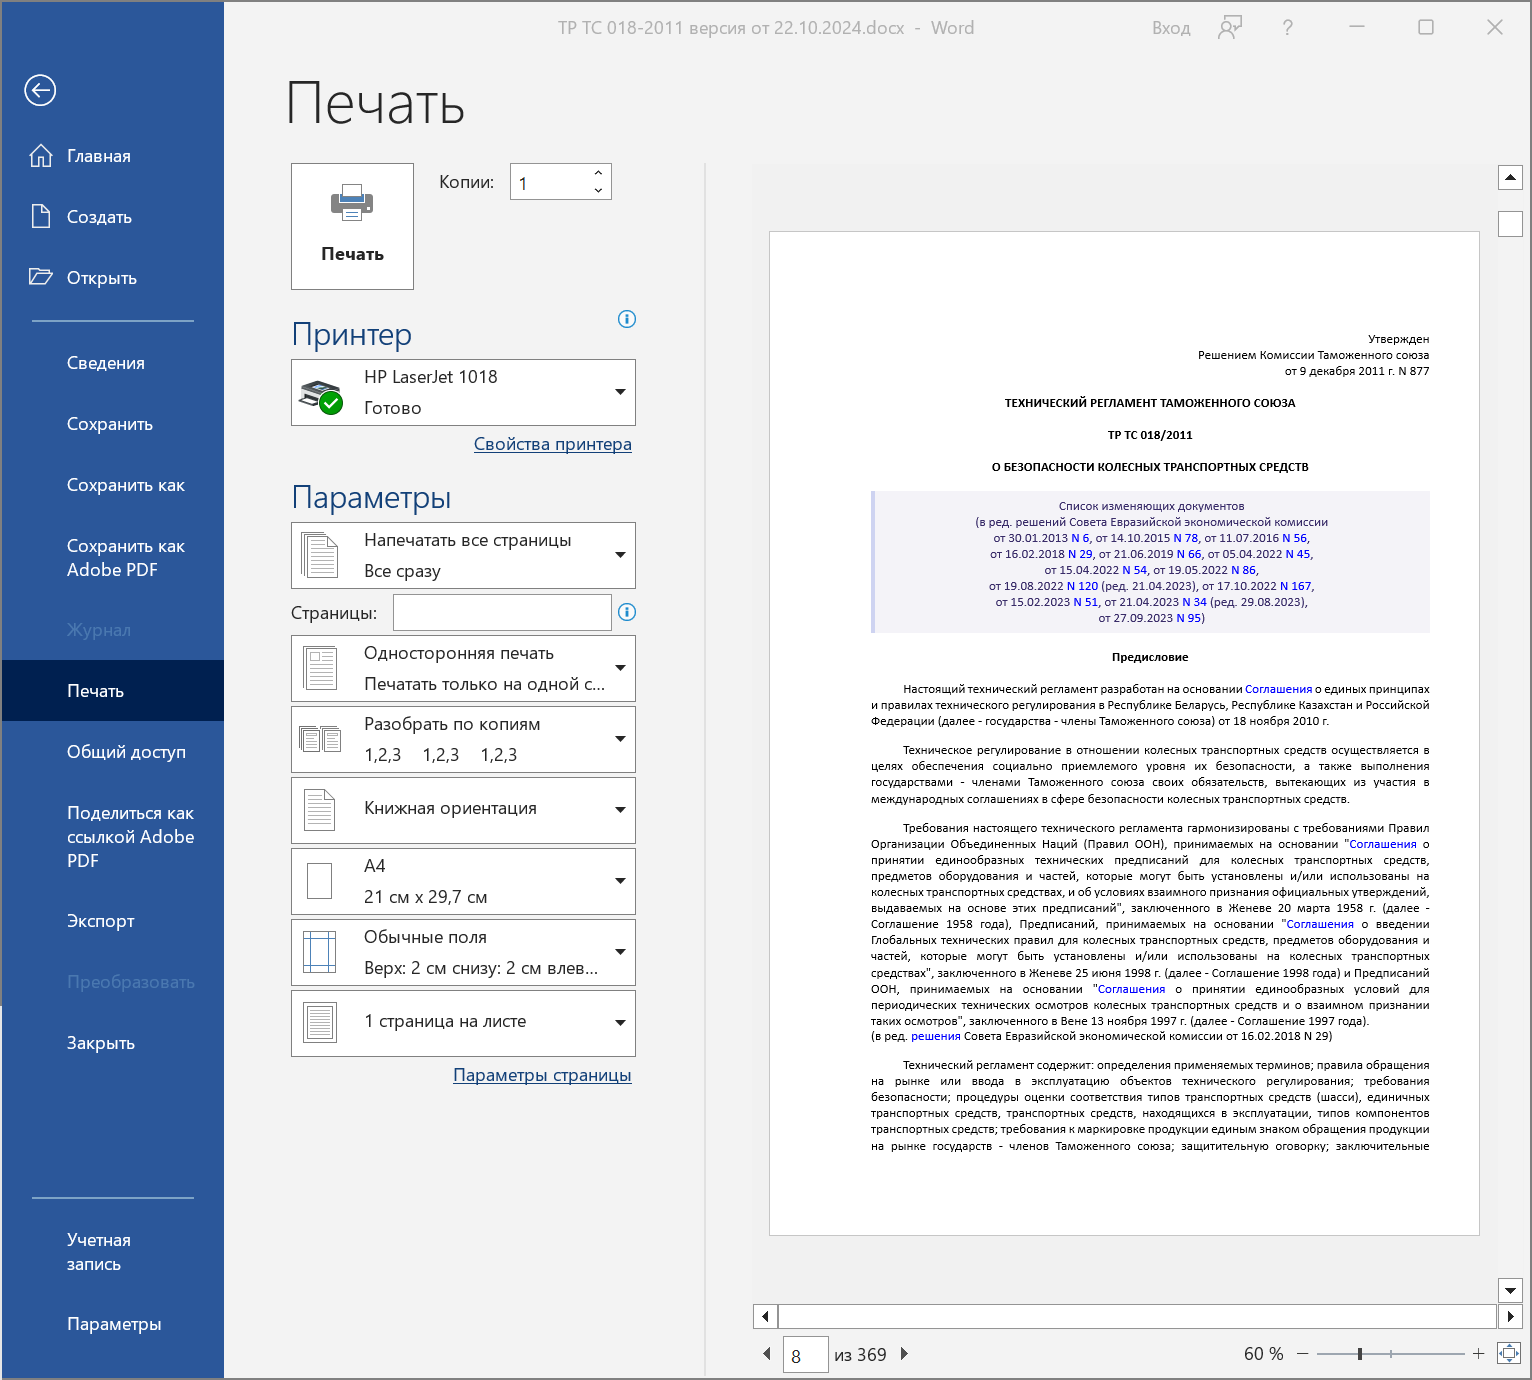 ТР ТС 018-2011 версия от 22.10.2024.docx - Word
Вход
?
Главная
Создать
Открыть
Сведения
Сохранить
Сохранить как
Сохранить как
Adobe PDF
Журнал
Печать
Общий доступ
Поделиться как
ссылкой Adobe
PDF
Экспорт
Преобразовать
Закрыть
Учетная
запись
Параметры
Печать
Печать
Копии: 1
Принтер
HP LaserJet 1018
Готово
Свойства принтера
Параметры
Напечатать все страницы
Все сразу
Страницы:
Односторонняя печать
Печатать только на одной с...
Разобрать по копиям
1,2,3 1,2,3 1,2,3
Книжная ориентация
A4
21 см x 29,7 см
Обычные поля
Верх: 2 см снизу: 2 см влев...
1 страница на листе
Параметры страницы
Утвержден
Решением Комиссии Таможенного союза
от 9 декабря 2011 г. N 877
ТЕХНИЧЕСКИЙ РЕГЛАМЕНТ ТАМОЖЕННОГО СОЮЗА
ТР ТС 018/2011
О БЕЗОПАСНОСТИ КОЛЕСНЫХ ТРАНСПОРТНЫХ СРЕДСТВ
Список изменяющих документов
(в ред. решений Совета Евразийской экономической комиссии
от 30.01.2013 N 6, от 14.10.2015 N 78, от 11.07.2016 N 56,
от 16.02.2018 N 29, от 21.06.2019 N 66, от 05.04.2022 N 45,
от 15.04.2022 N 54, от 19.05.2022 N 86,
от 19.08.2022 N 120 (ред. 21.04.2023), от 17.10.2022 N 167,
от 15.02.2023 N 51, от 21.04.2023 N 34 (ред. 29.08.2023),
от 27.09.2023 N 95)
Предисловие
Настоящий технический регламент разработан на основании Соглашения о единых принципах
и правилах технического регулирования в Республике Беларусь, Республике Казахстан и Российской
Федерации (далее - государства - члены Таможенного союза) от 18 ноября 2010 г.
Техническое регулирование в отношении колесных транспортных средств осуществляется в
целях обеспечения социально приемлемого уровня их безопасности, а также выполнения
государствами - членами Таможенного союза своих обязательств, вытекающих из участия в
международных соглашениях в сфере безопасности колесных транспортных средств.
Требования настоящего технического регламента гармонизированы с требованиями Правил
Организации Объединенных Наций (Правил ООН), принимаемых на основании "Соглашения о
принятии единообразных технических предписаний для колесных транспортных средств,
предметов оборудования и частей, которые могут быть установлены и/или использованы на
колесных транспортных средствах, и об условиях взаимного признания официальных утверждений,
выдаваемых на основе этих предписаний", заключенного в Женеве 20 марта 1958 г. (далее -
Соглашение 1958 года), Предписаний, принимаемых на основании "Соглашения о введении
Глобальных технических правил для колесных транспортных средств, предметов оборудования и
частей, которые могут быть установлены и/или использованы на колесных транспортных
средствах", заключенного в Женеве 25 июня 1998 г. (далее - Соглашение 1998 года) и Предписаний
ООН, принимаемых на основании "Соглашения о принятии единообразных условий для
периодических технических осмотров колесных транспортных средств и о взаимном признании
таких осмотров", заключенного в Вене 13 ноября 1997 г. (далее - Соглашение 1997 года).
(в ред. решения Совета Евразийской экономической комиссии от 16.02.2018 N 29)
Технический регламент содержит: определения применяемых терминов; правила обращения
на рынке или ввода в эксплуатацию объектов технического регулирования; требования
безопасности; процедуры оценки соответствия типов транспортных средств (шасси), единичных
транспортных средств, транспортных средств, находящихся в эксплуатации, типов компонентов
транспортных средств; требования к маркировке продукции единым знаком обращения продукции
на рынке государств - членов Таможенного союза; защитительную оговорку; заключительные
8 из 369
60 %